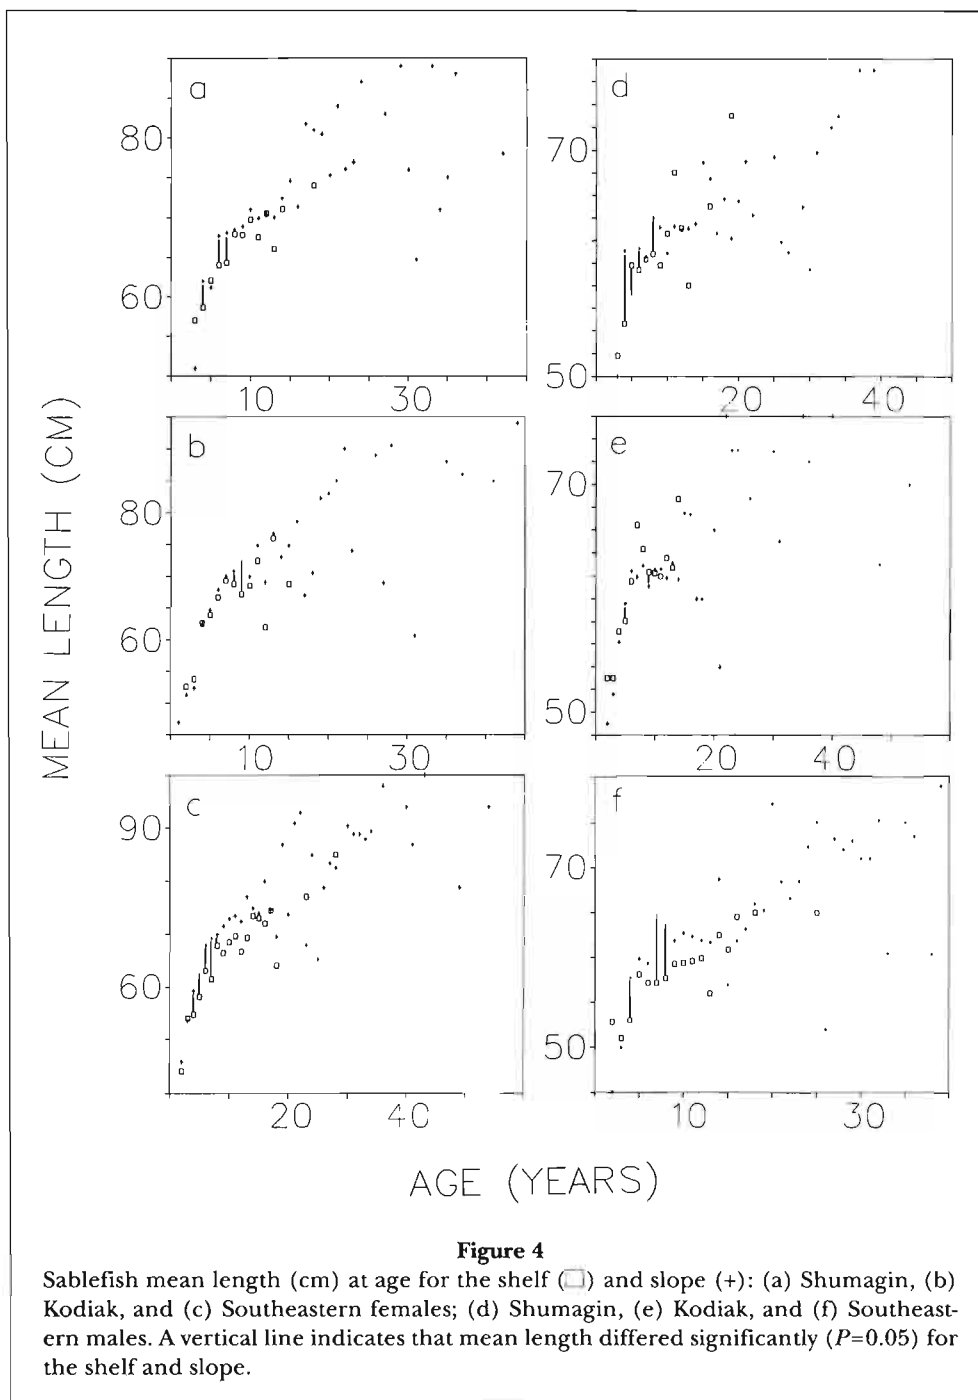 a
80
60
10 30
d
70
50
20 40
b
80
60
10 30
e
70
50
20 40
c
90
60
20 40
f
70
50
10 30
MEAN LENGTH (CM)
AGE (YEARS)
Figure 4
Sablefish mean length (cm) at age for the shelf (□) and slope (+): (a) Shumagin, (b)
Kodiak, and (c) Southeastern females; (d) Shumagin, (e) Kodiak, and (f) Southeast-
ern males. A vertical line indicates that mean length differed significantly (P=0.05) for
the shelf and slope.